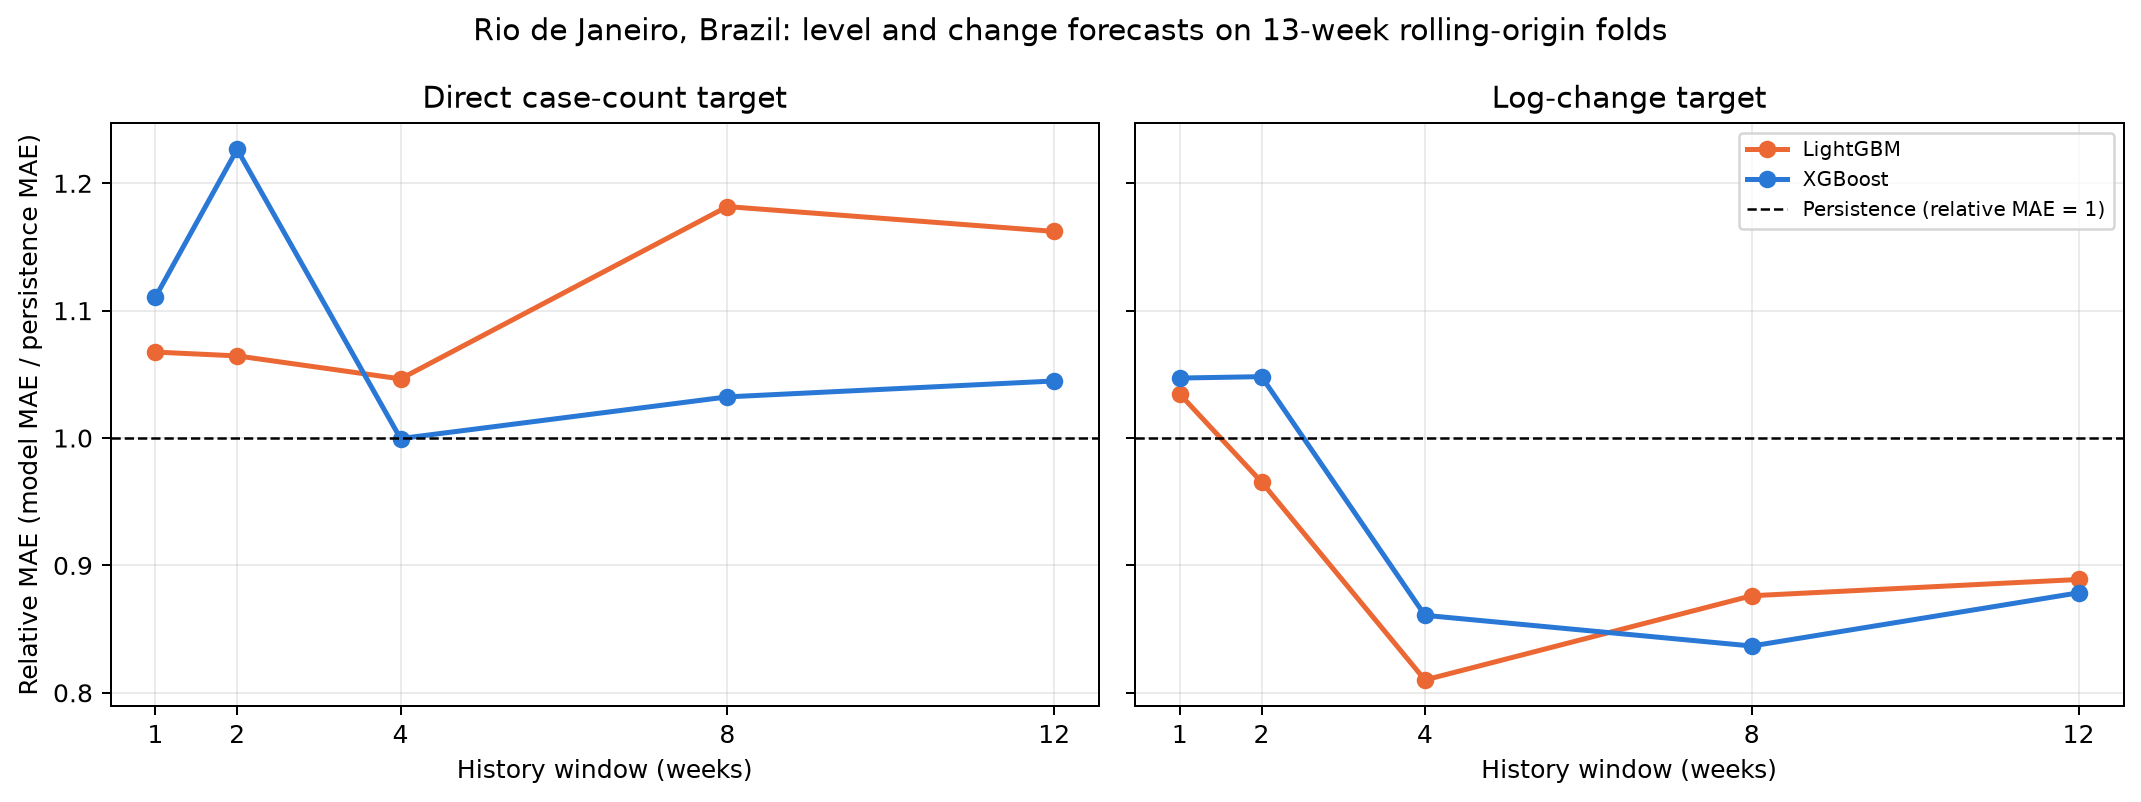 Rio de Janeiro, Brazil: level and change forecasts on 13-week rolling-origin folds
Direct case-count target
Relative MAE (model MAE / persistence MAE)
1.2
1.1
1.0
0.9
0.8
1 2 4 8 12
History window (weeks)
Log-change target
LightGBM
XGBoost
Persistence (relative MAE = 1)
1 2 4 8 12
History window (weeks)